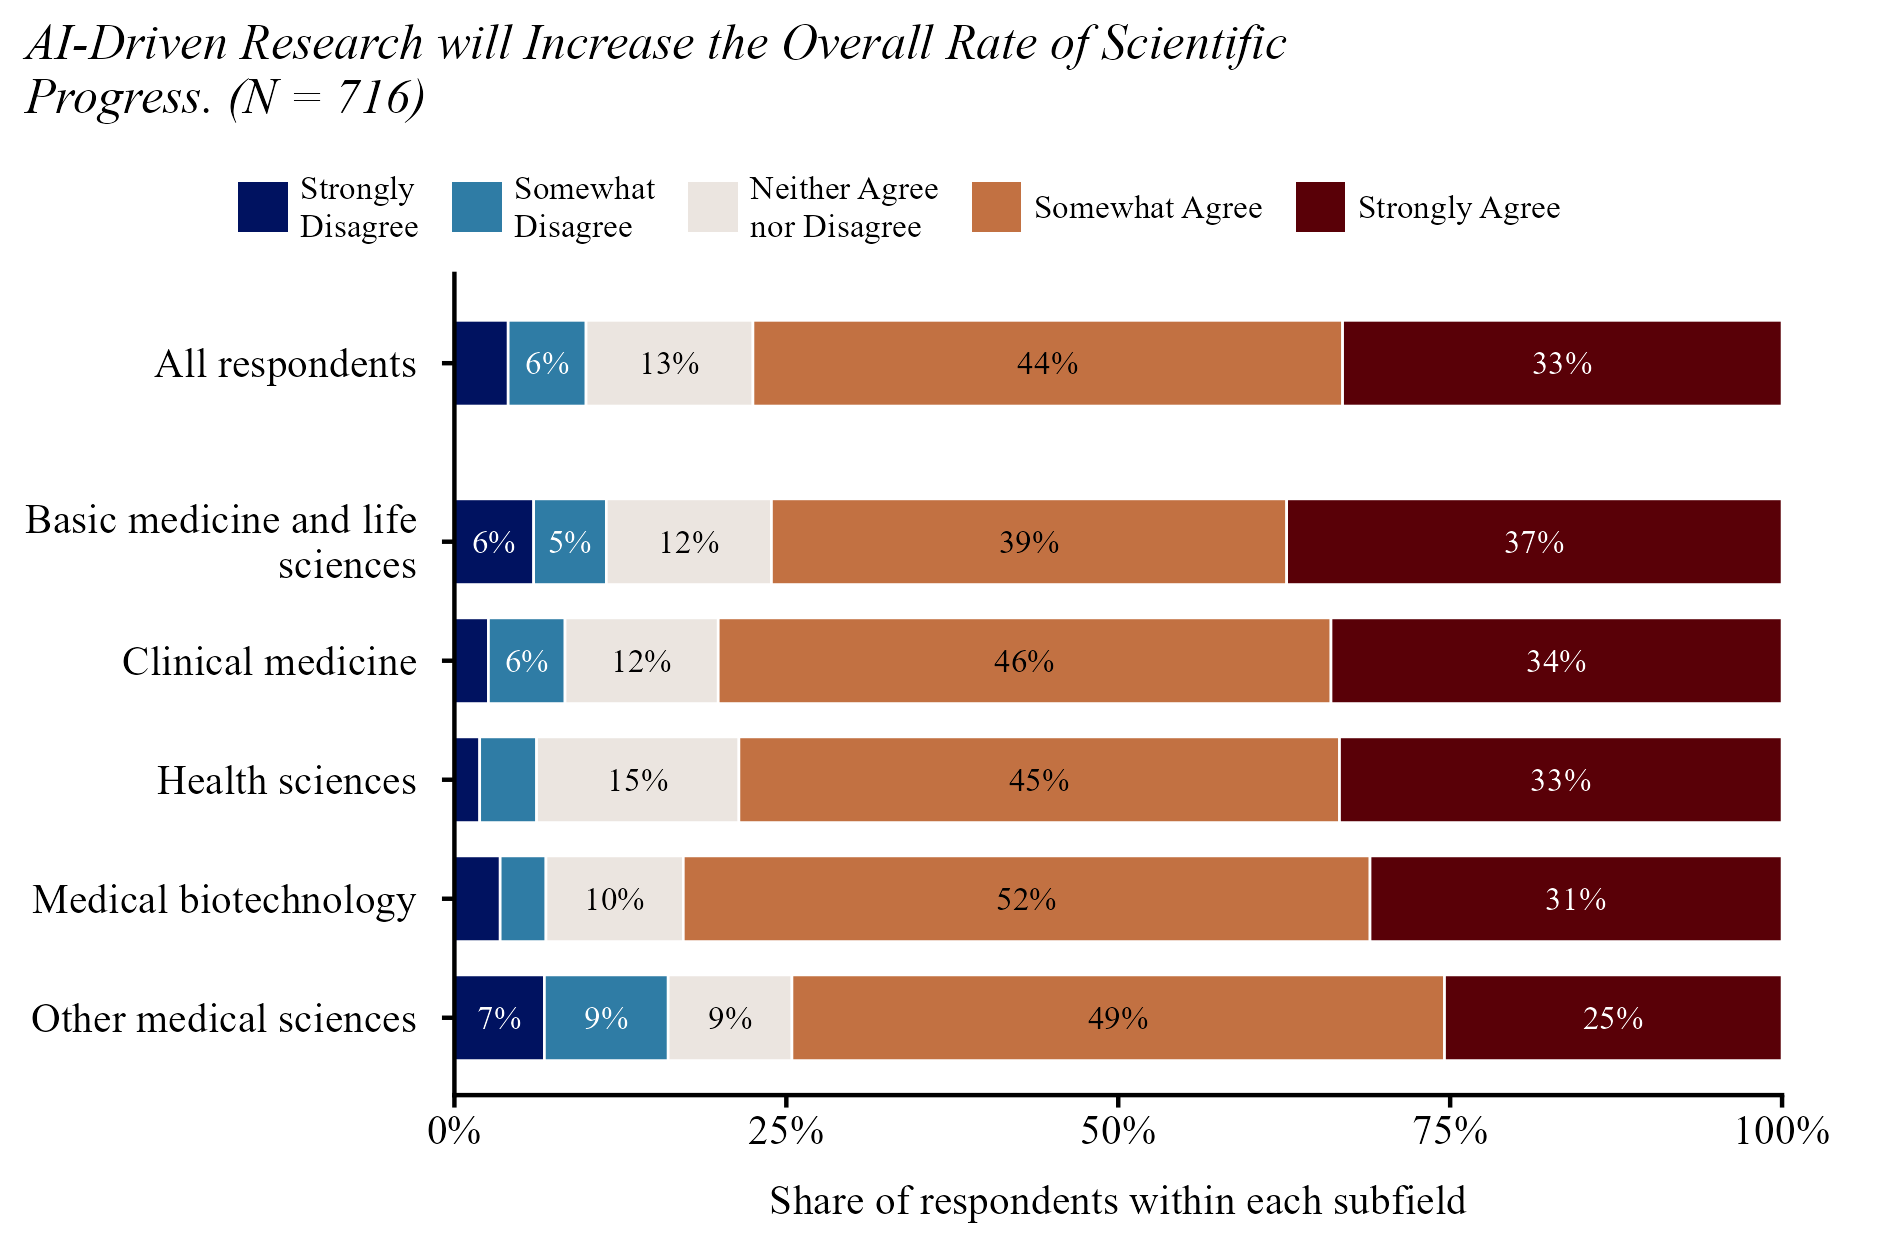 AI-Driven Research will Increase the Overall Rate of Scientific
Progress. (N = 716)
Strongly
Disagree
Somewhat
Disagree
Neither Agree
nor Disagree
Somewhat Agree
Strongly Agree
All respondents
6% 13% 44% 33%
Basic medicine and life
sciences
6% 5% 12% 39% 37%
Clinical medicine
6% 12% 46% 34%
Health sciences
15% 45% 33%
Medical biotechnology
10% 52% 31%
Other medical sciences
7% 9% 9% 49% 25%
0% 25% 50% 75% 100%
Share of respondents within each subfield